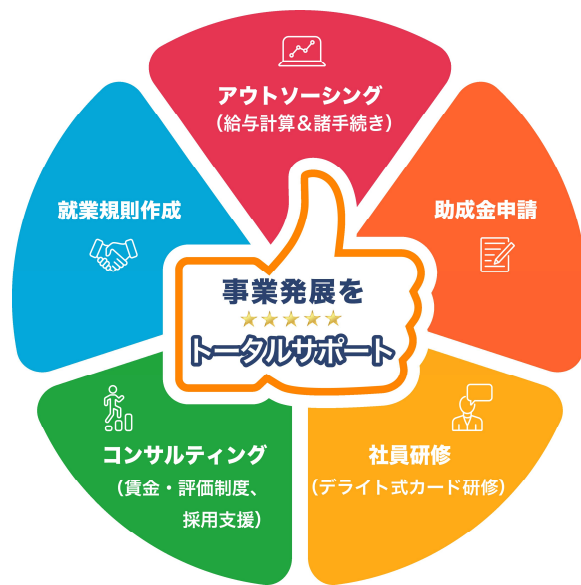 アウトソーシング
（給与計算＆諸手続き）
就業規則作成
助成金申請
事業発展を
トータルサポート
コンサルティング
（賃金・評価制度、
採用支援）
社員研修
（デライト式カード研修）